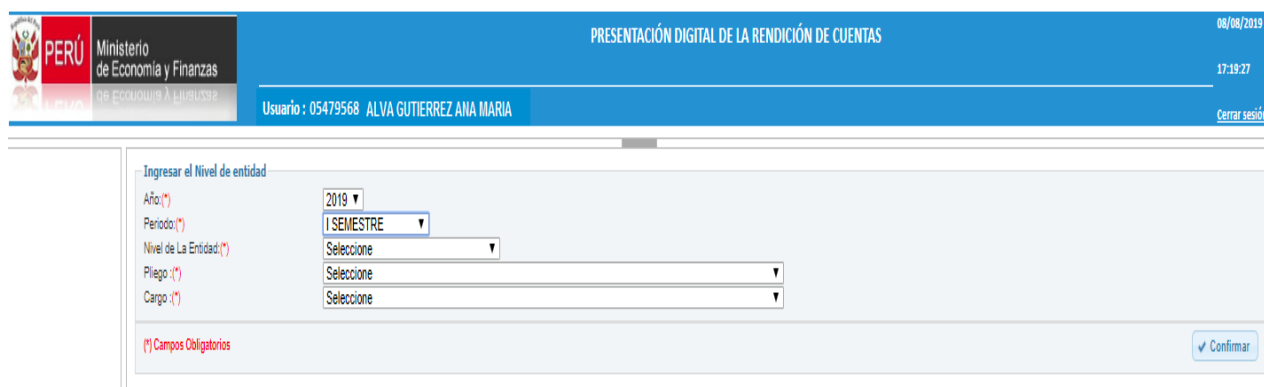 08/08/2019
PRESENTACIÓN DIGITAL DE LA RENDICIÓN DE CUENTAS
PERÚ
Ministerio
de Economía y Finanzas
17:19:27
Usuario : 05479568 ALVA GUTIERREZ ANA MARIA
Cerrar sesión
Ingresar el Nivel de entidad
Año:(*) 2019
Periodo:(*) I SEMESTRE
Nivel de La Entidad:(*) Seleccione
Pliego :(*) Seleccione
Cargo :(*) Seleccione
(*) Campos Obligatorios
Confirmar